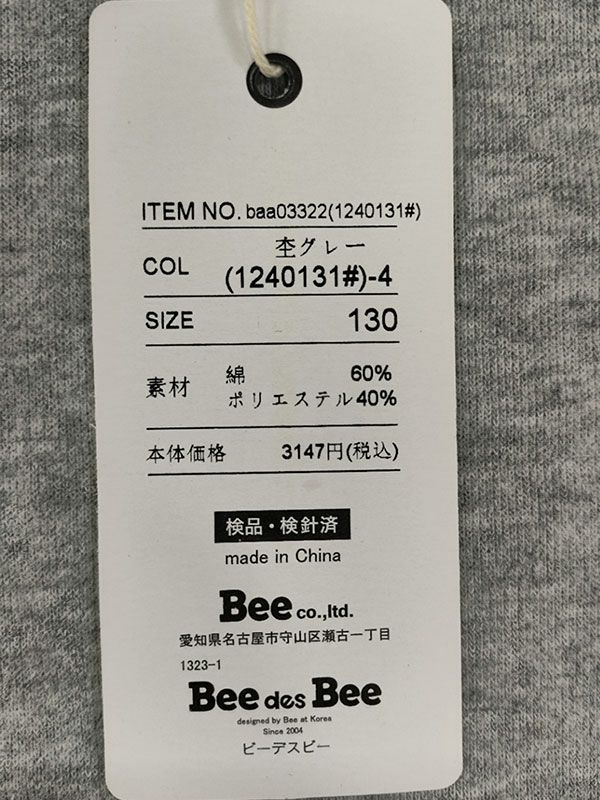 ITEM NO. baa03322(1240131#)
COL 杢グレー
(1240131#)-4
SIZE 130
素材 綿 60%
ポリエステル40%
本体価格 3147円(税込)
検品・検針済
made in China
Bee co.,ltd.
愛知県名古屋市守山区瀬古一丁目
1323-1
Bee des Bee
designed by Bee at Korea
Since 2004
ビーデスビー